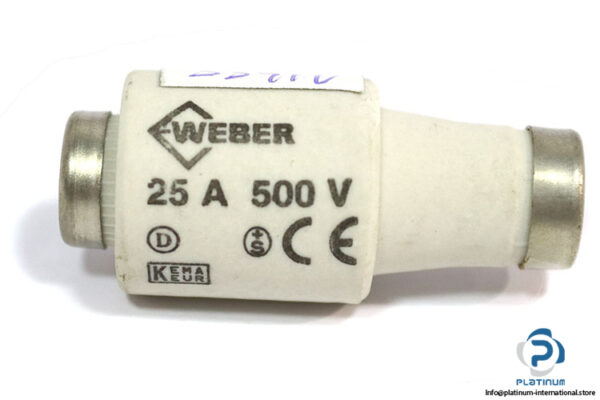 WEBER
25 A 500 V
D S CE
KEMA
KEUR
PLATINUM
Info@platinum-international.store